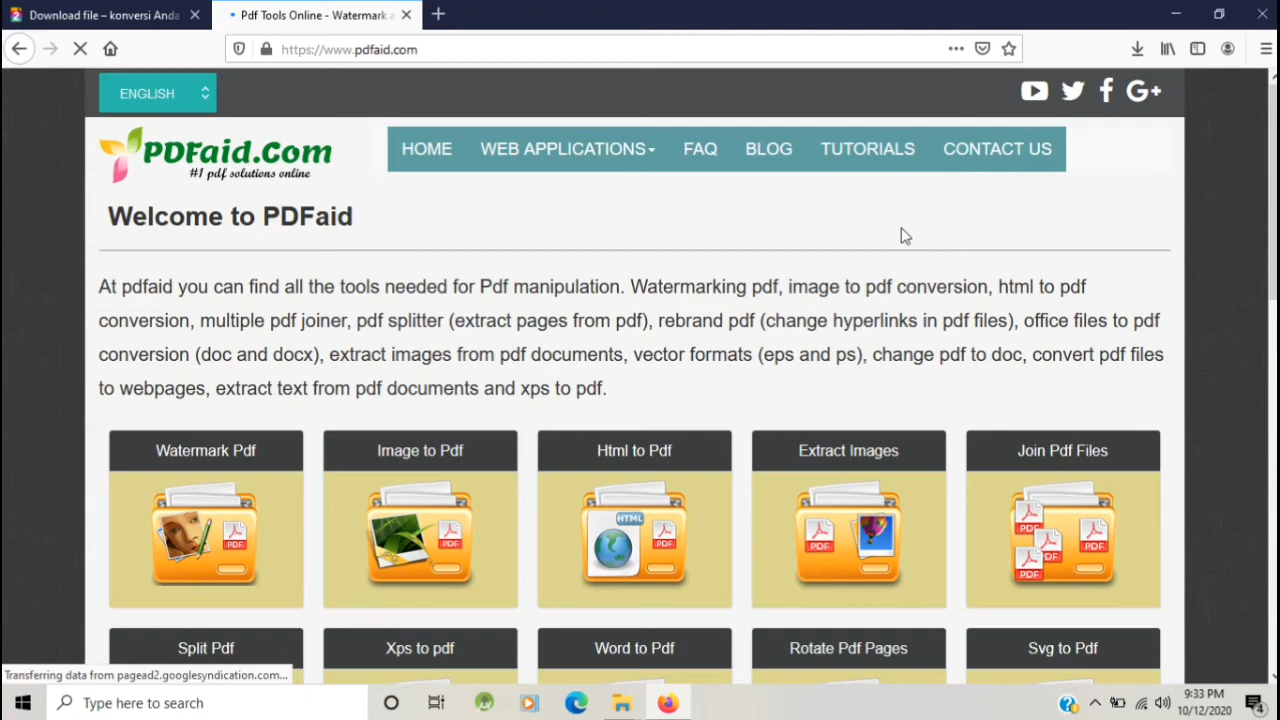 Download file – konversi Anda
Pdf Tools Online - Watermark a
https://www.pdfaid.com
ENGLISH
G+
PDFaid.Com
#1 pdf solutions online
HOME WEB APPLICATIONS FAQ BLOG TUTORIALS CONTACT US
Welcome to PDFaid
At pdfaid you can find all the tools needed for Pdf manipulation. Watermarking pdf, image to pdf conversion, html to pdf
conversion, multiple pdf joiner, pdf splitter (extract pages from pdf), rebrand pdf (change hyperlinks in pdf files), office files to pdf
conversion (doc and docx), extract images from pdf documents, vector formats (eps and ps), change pdf to doc, convert pdf files
to webpages, extract text from pdf documents and xps to pdf.
Watermark Pdf Image to Pdf Html to Pdf Extract Images Join Pdf Files
PDF PDF HTML PDF PDF PDF PDF PDF PDF
Split Pdf Xps to pdf Word to Pdf Rotate Pdf Pages Svg to Pdf
Transferring data from pagead2.googlesyndication.com...
Type here to search
9:33 PM
10/12/2020
4